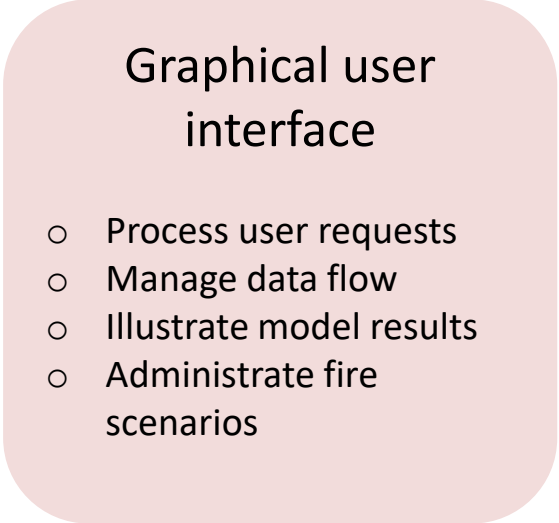 Graphical user
interface
○ Process user requests
○ Manage data flow
○ Illustrate model results
○ Administrate fire
scenarios